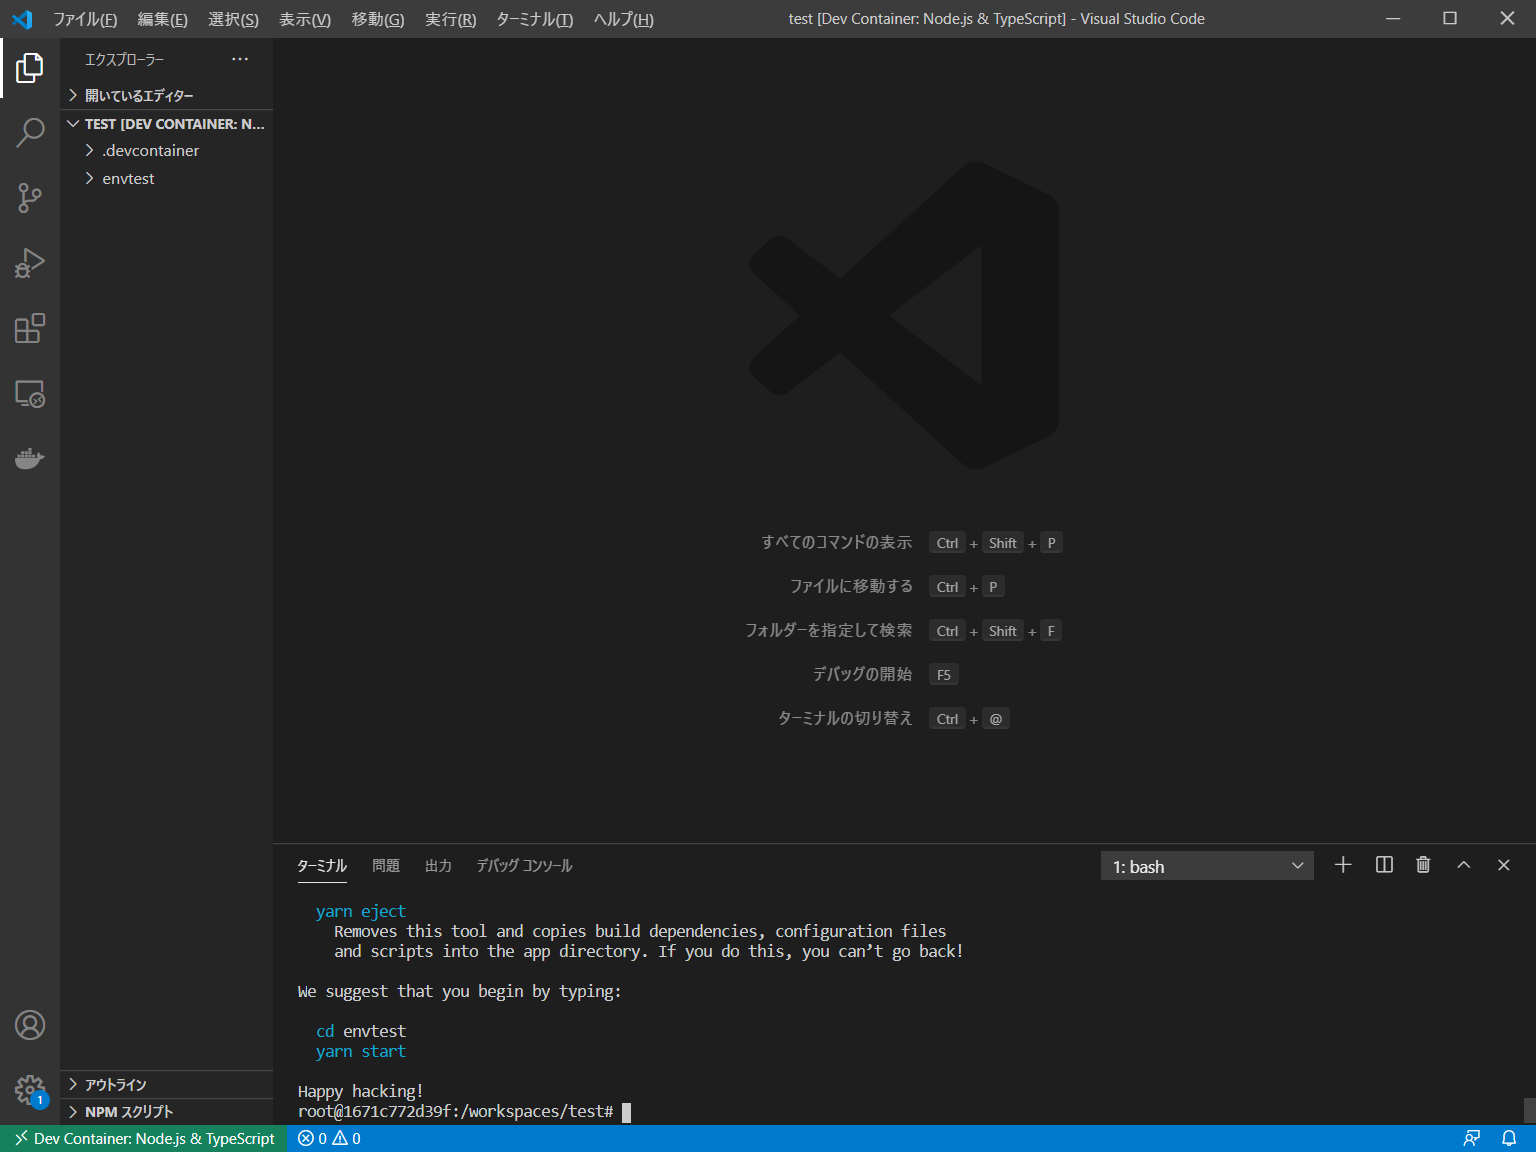 ファイル(F) 編集(E) 選択(S) 表示(V) 移動(G) 実行(R) ターミナル(T) ヘルプ(H) test [Dev Container: Node.js & TypeScript] - Visual Studio Code
エクスプローラー ···
開いているエディター
TEST [DEV CONTAINER: N...
.devcontainer
envtest
すべてのコマンドの表示 Ctrl + Shift + P
ファイルに移動する Ctrl + P
フォルダーを指定して検索 Ctrl + Shift + F
デバッグの開始 F5
ターミナルの切り替え Ctrl + @
ターミナル 問題 出力 デバッグ コンソール 1: bash
yarn eject
Removes this tool and copies build dependencies, configuration files
and scripts into the app directory. If you do this, you can’t go back!
We suggest that you begin by typing:
cd envtest
yarn start
Happy hacking!
root@1671c772d39f:/workspaces/test#
アウトライン
NPM スクリプト
1
Dev Container: Node.js & TypeScript 0 0